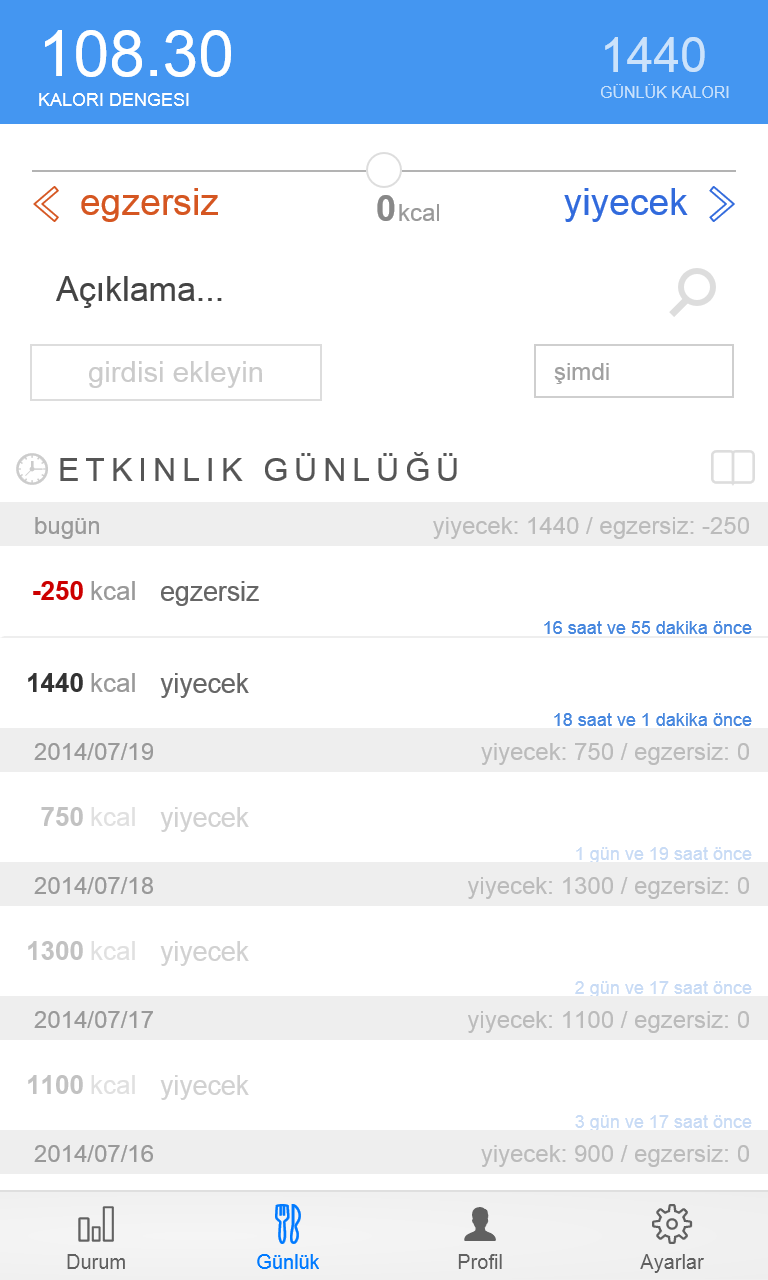 108.30 1440
KALORI DENGESI GÜNLÜK KALORI
egzersiz 0 kcal yiyecek
Açıklama...
girdisi ekleyin şimdi
ETKINLIK GÜNLÜĞÜ
bugün yiyecek: 1440 / egzersiz: -250
-250 kcal egzersiz
16 saat ve 55 dakika önce
1440 kcal yiyecek
18 saat ve 1 dakika önce
2014/07/19 yiyecek: 750 / egzersiz: 0
750 kcal yiyecek
1 gün ve 19 saat önce
2014/07/18 yiyecek: 1300 / egzersiz: 0
1300 kcal yiyecek
2 gün ve 17 saat önce
2014/07/17 yiyecek: 1100 / egzersiz: 0
1100 kcal yiyecek
3 gün ve 17 saat önce
2014/07/16 yiyecek: 900 / egzersiz: 0
Durum Günlük Profil Ayarlar